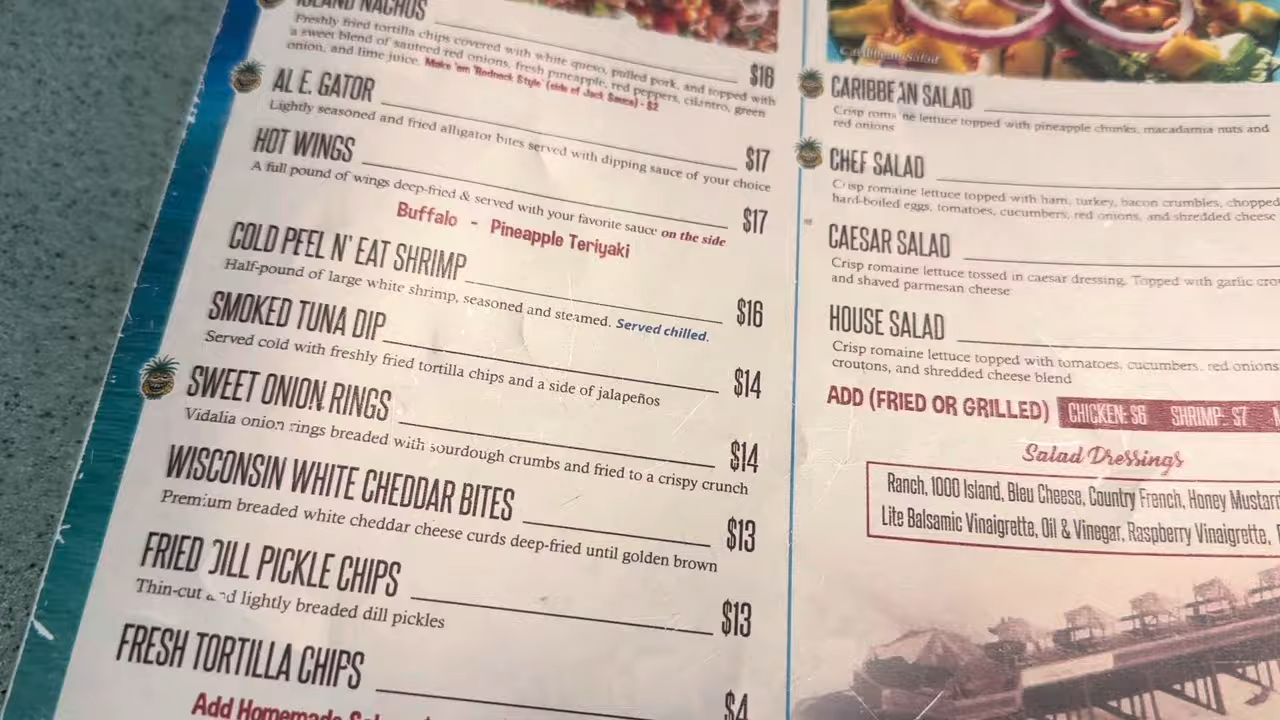 ISLAND NACHOS $16
Freshly fried tortilla chips covered with white queso, pulled pork, and topped with
a sweet blend of sauteed red onions, fresh pineapple, red peppers, cilantro, green
onion, and lime juice. Make 'em 'Redneck Style' (side of Jack Sauce) - $2
AL E. GATOR $17
Lightly seasoned and fried alligator bites served with dipping sauce of your choice
HOT WINGS $17
A full pound of wings deep-fried & served with your favorite sauce on the side
Buffalo - Pineapple Teriyaki
COLD PEEL N' EAT SHRIMP $16
Half-pound of large white shrimp, seasoned and steamed. Served chilled.
SMOKED TUNA DIP $14
Served cold with freshly fried tortilla chips and a side of jalapeños
SWEET ONION RINGS $14
Vidalia onion rings breaded with sourdough crumbs and fried to a crispy crunch
WISCONSIN WHITE CHEDDAR BITES $13
Premium breaded white cheddar cheese curds deep-fried until golden brown
FRIED DILL PICKLE CHIPS $13
Thin-cut and lightly breaded dill pickles
FRESH TORTILLA CHIPS $4
Add Homemade
Caribbean Salad
CARIBBEAN SALAD
Crisp romaine lettuce topped with pineapple chunks, macadamia nuts and
red onions
CHEF SALAD
Crisp romaine lettuce topped with ham, turkey, bacon crumbles, chopped
hard-boiled eggs, tomatoes, cucumbers, red onions, and shredded cheese
CAESAR SALAD
Crisp romaine lettuce tossed in caesar dressing. Topped with garlic cro
and shaved parmesan cheese
HOUSE SALAD
Crisp romaine lettuce topped with tomatoes, cucumbers, red onions
croutons, and shredded cheese blend
ADD (FRIED OR GRILLED) CHICKEN: $6 SHRIMP: $7
Salad Dressings
Ranch, 1000 Island, Bleu Cheese, Country French, Honey Mustard
Lite Balsamic Vinaigrette, Oil & Vinegar, Raspberry Vinaigrette,